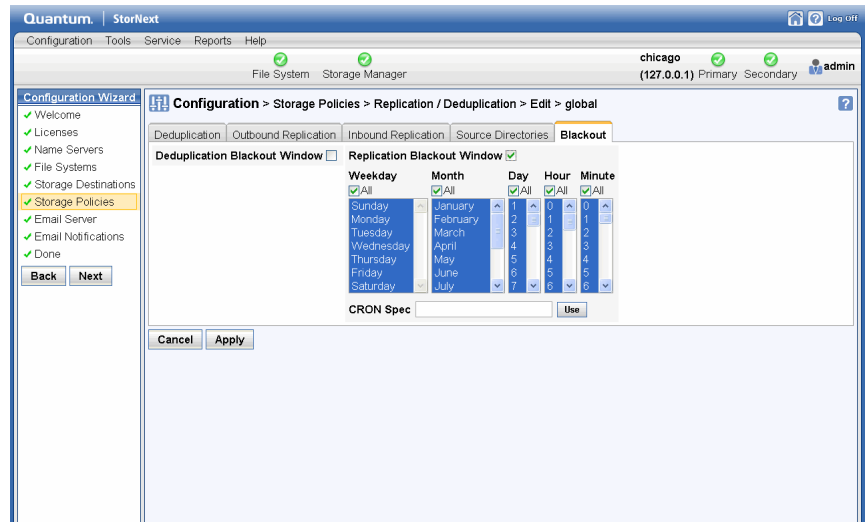 Quantum. | StorNext
Log Off
Configuration Tools Service Reports Help
File System Storage Manager
chicago
(127.0.0.1) Primary Secondary
admin
Configuration Wizard
Welcome
Licenses
Name Servers
File Systems
Storage Destinations
Storage Policies
Email Server
Email Notifications
Done
Back Next
Configuration > Storage Policies > Replication / Deduplication > Edit > global
?
Deduplication Outbound Replication Inbound Replication Source Directories Blackout
Deduplication Blackout Window Replication Blackout Window
Weekday Month Day Hour Minute
All All All All All
Sunday January 1 0 0
Monday February 2 1 1
Tuesday March 3 2 2
Wednesday April 4 3 3
Thursday May 5 4 4
Friday June 6 5 5
Saturday July 7 6 6
CRON Spec Use
Cancel Apply